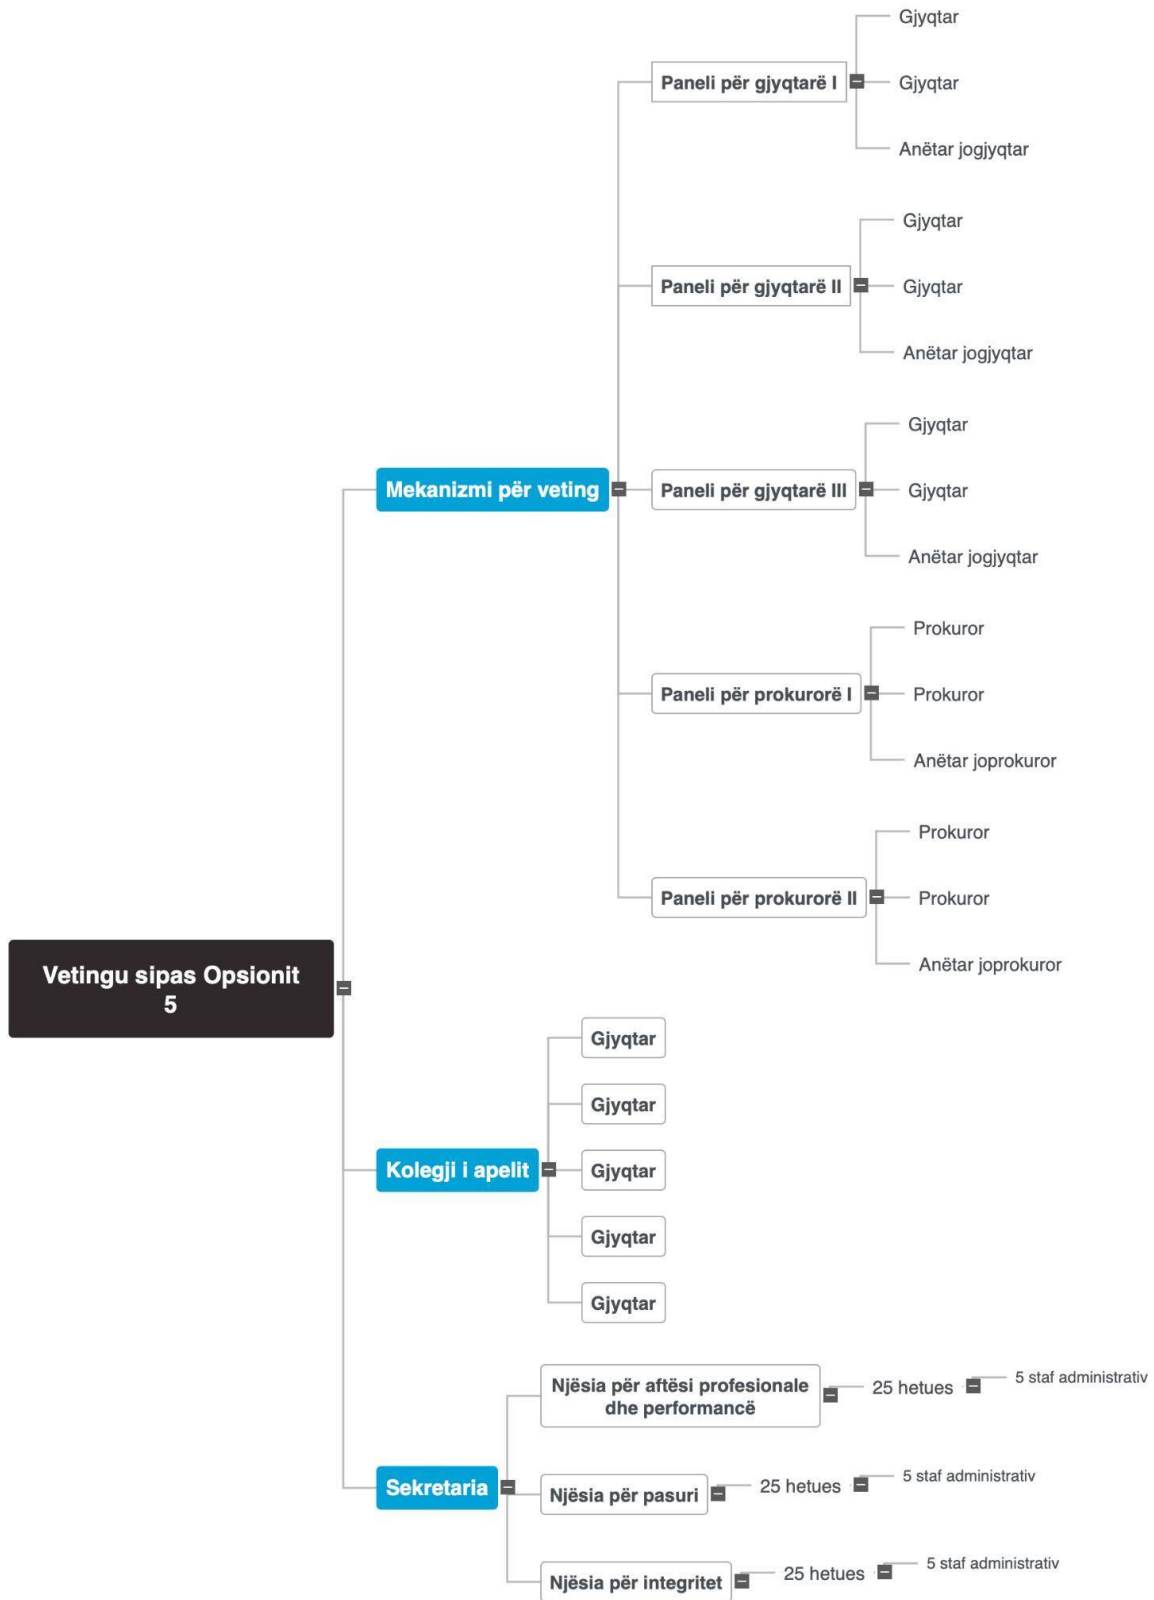 Gjyqtar
Paneli për gjyqtarë I
Gjyqtar
Anëtar jogjyqtar
Gjyqtar
Paneli për gjyqtarë II
Gjyqtar
Anëtar jogjyqtar
Gjyqtar
Mekanizmi për veting
Paneli për gjyqtarë III
Gjyqtar
Anëtar jogjyqtar
Prokuror
Paneli për prokurorë I
Prokuror
Anëtar joprokuror
Prokuror
Paneli për prokurorë II
Prokuror
Anëtar joprokuror
Vetingu sipas Opsionit
5
Gjyqtar
Gjyqtar
Kolegji i apelit
Gjyqtar
Gjyqtar
Gjyqtar
Njësia për aftësi profesionale
dhe performancë
25 hetues
5 staf administrativ
Sekretaria
Njësia për pasuri
25 hetues
5 staf administrativ
Njësia për integritet
25 hetues
5 staf administrativ